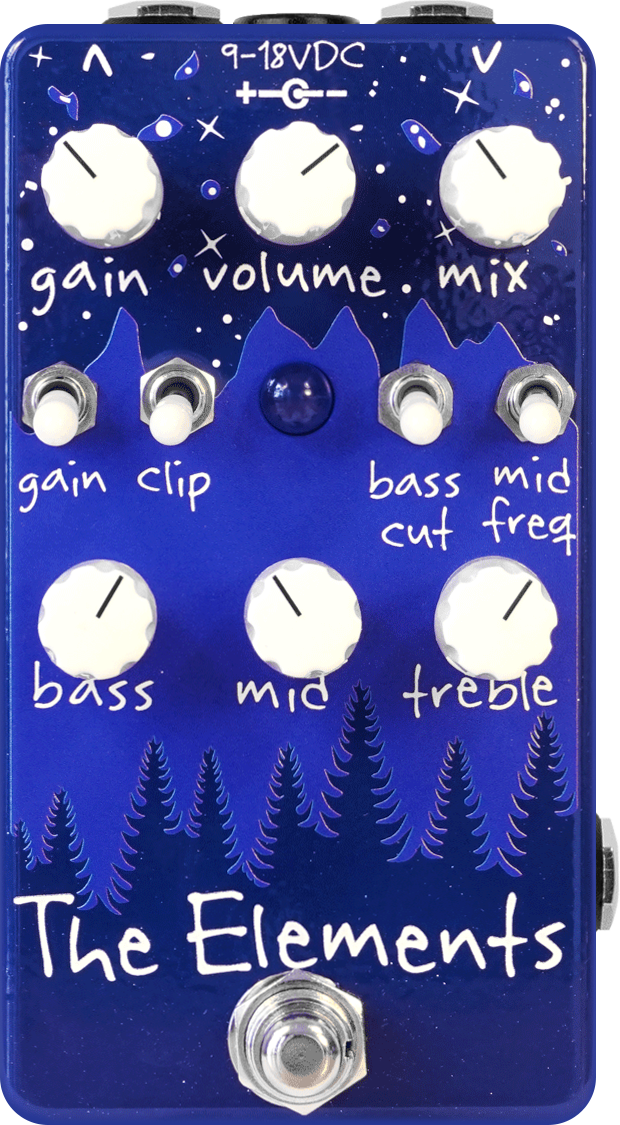 9-18VDC
+ -
gain volume mix
gain clip bass cut mid freq
bass mid treble
The Elements